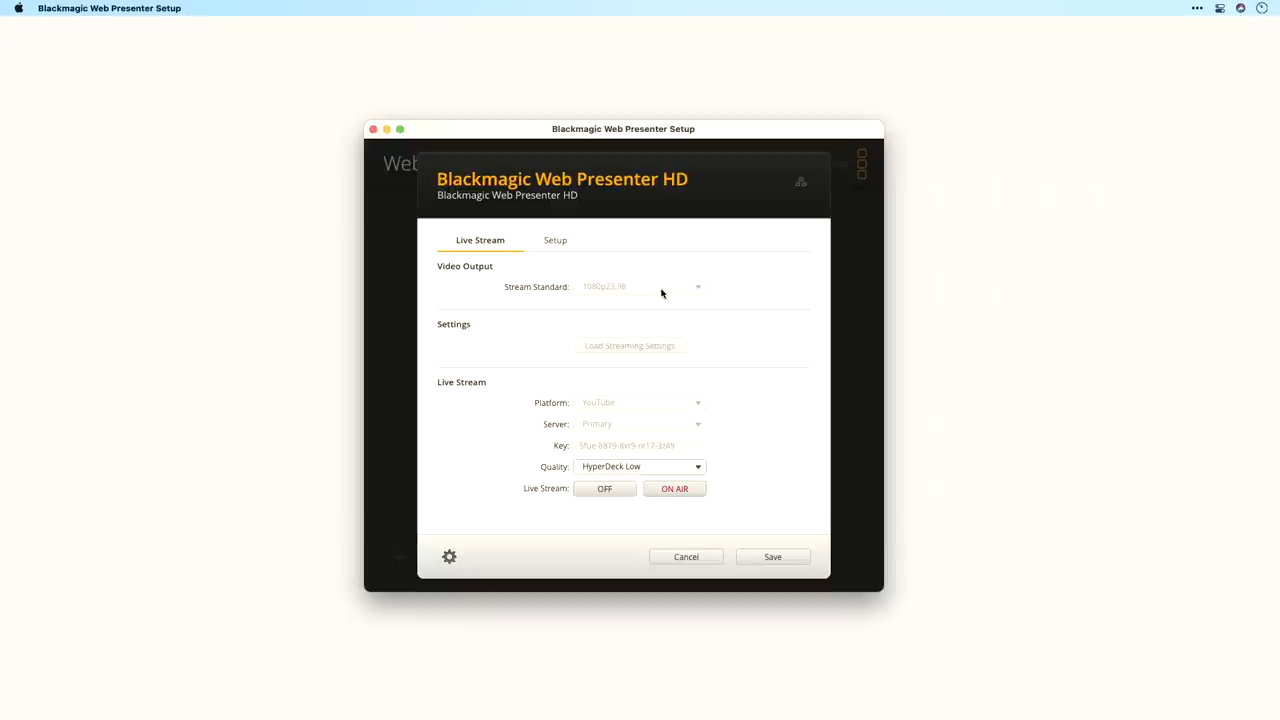 Blackmagic Web Presenter Setup
Blackmagic Web Presenter Setup
Web
Blackmagic Web Presenter HD
Blackmagic Web Presenter HD
Live Stream
Setup
Video Output
Stream Standard: 1080p23.98
Settings
Load Streaming Settings
Live Stream
Platform: YouTube
Server: Primary
Key:
Quality: HyperDeck Low
Live Stream: OFF ON AIR
Cancel Save